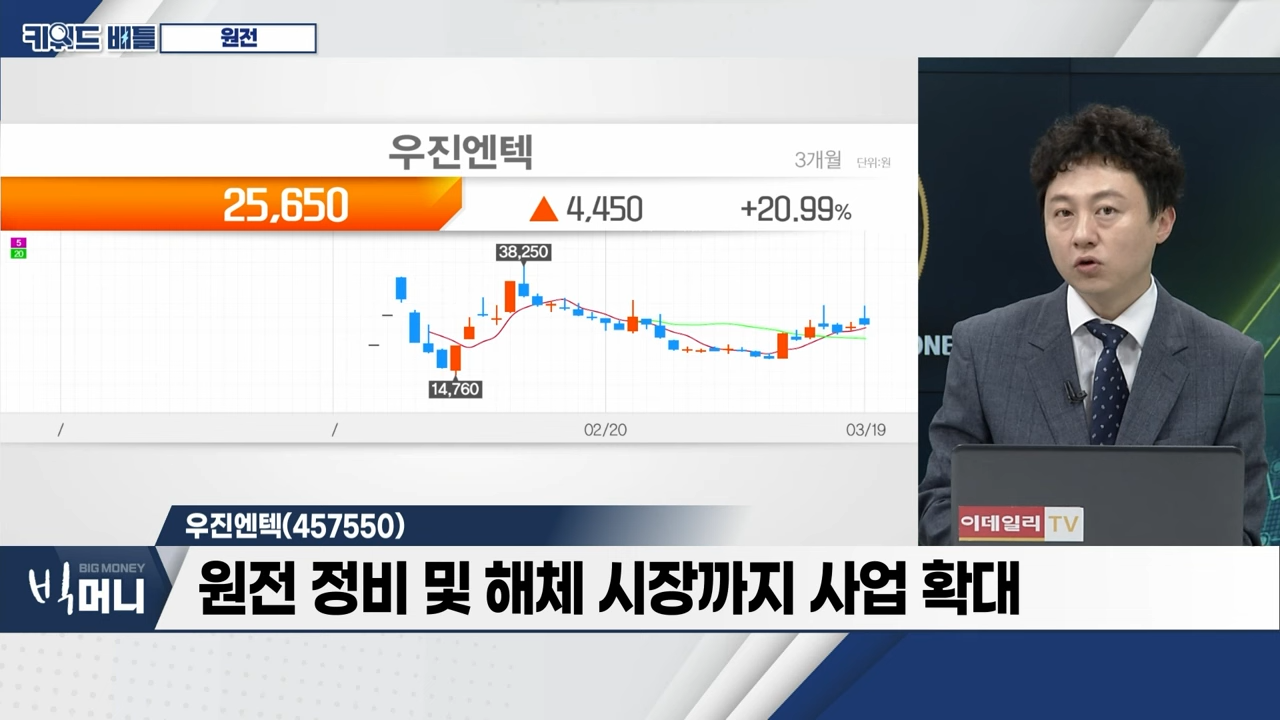 키워드 배틀 원전
우진엔텍
3개월 단위:원
25,650 ▲ 4,450 +20.99%
5
20
38,250
14,760
/ / 02/20 03/19
ONE
이데일리TV
우진엔텍(457550)
BIG MONEY
빅머니
원전 정비 및 해체 시장까지 사업 확대